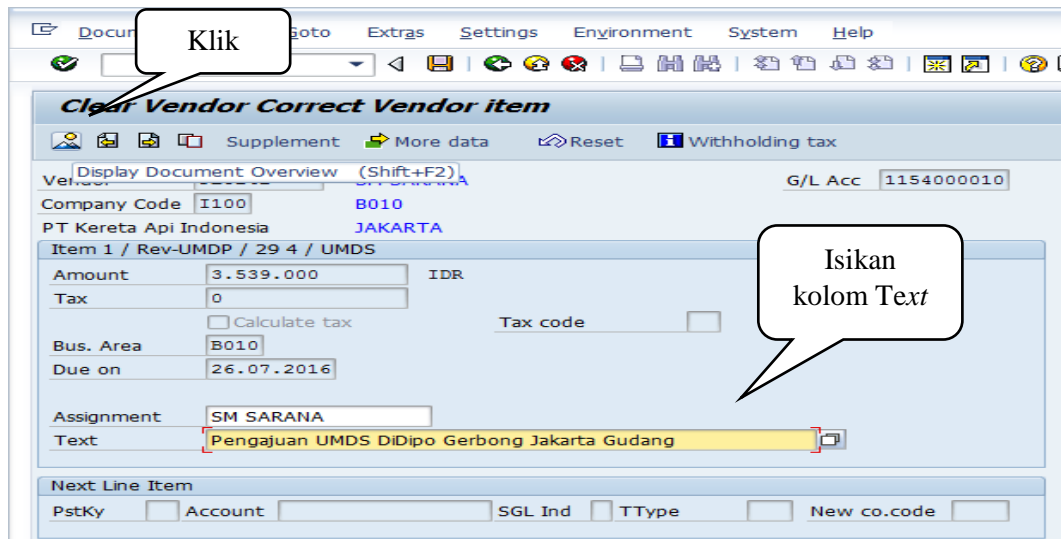 Docum Goto Extras Settings Environment System Help
Klik
Clear Vendor Correct Vendor item
Supplement More data Reset Withholding tax
Display Document Overview (Shift+F2)
G/L Acc 1154000010
Company Code I100 B010
PT Kereta Api Indonesia JAKARTA
Item 1 / Rev-UMDP / 29 4 / UMDS
Isikan
kolom Text
Amount 3.539.000 IDR
Tax 0
Calculate tax Tax code
Bus. Area B010
Due on 26.07.2016
Assignment SM SARANA
Text Pengajuan UMDS DiDipo Gerbong Jakarta Gudang
Next Line Item
PstKy Account SGL Ind TType New co.code